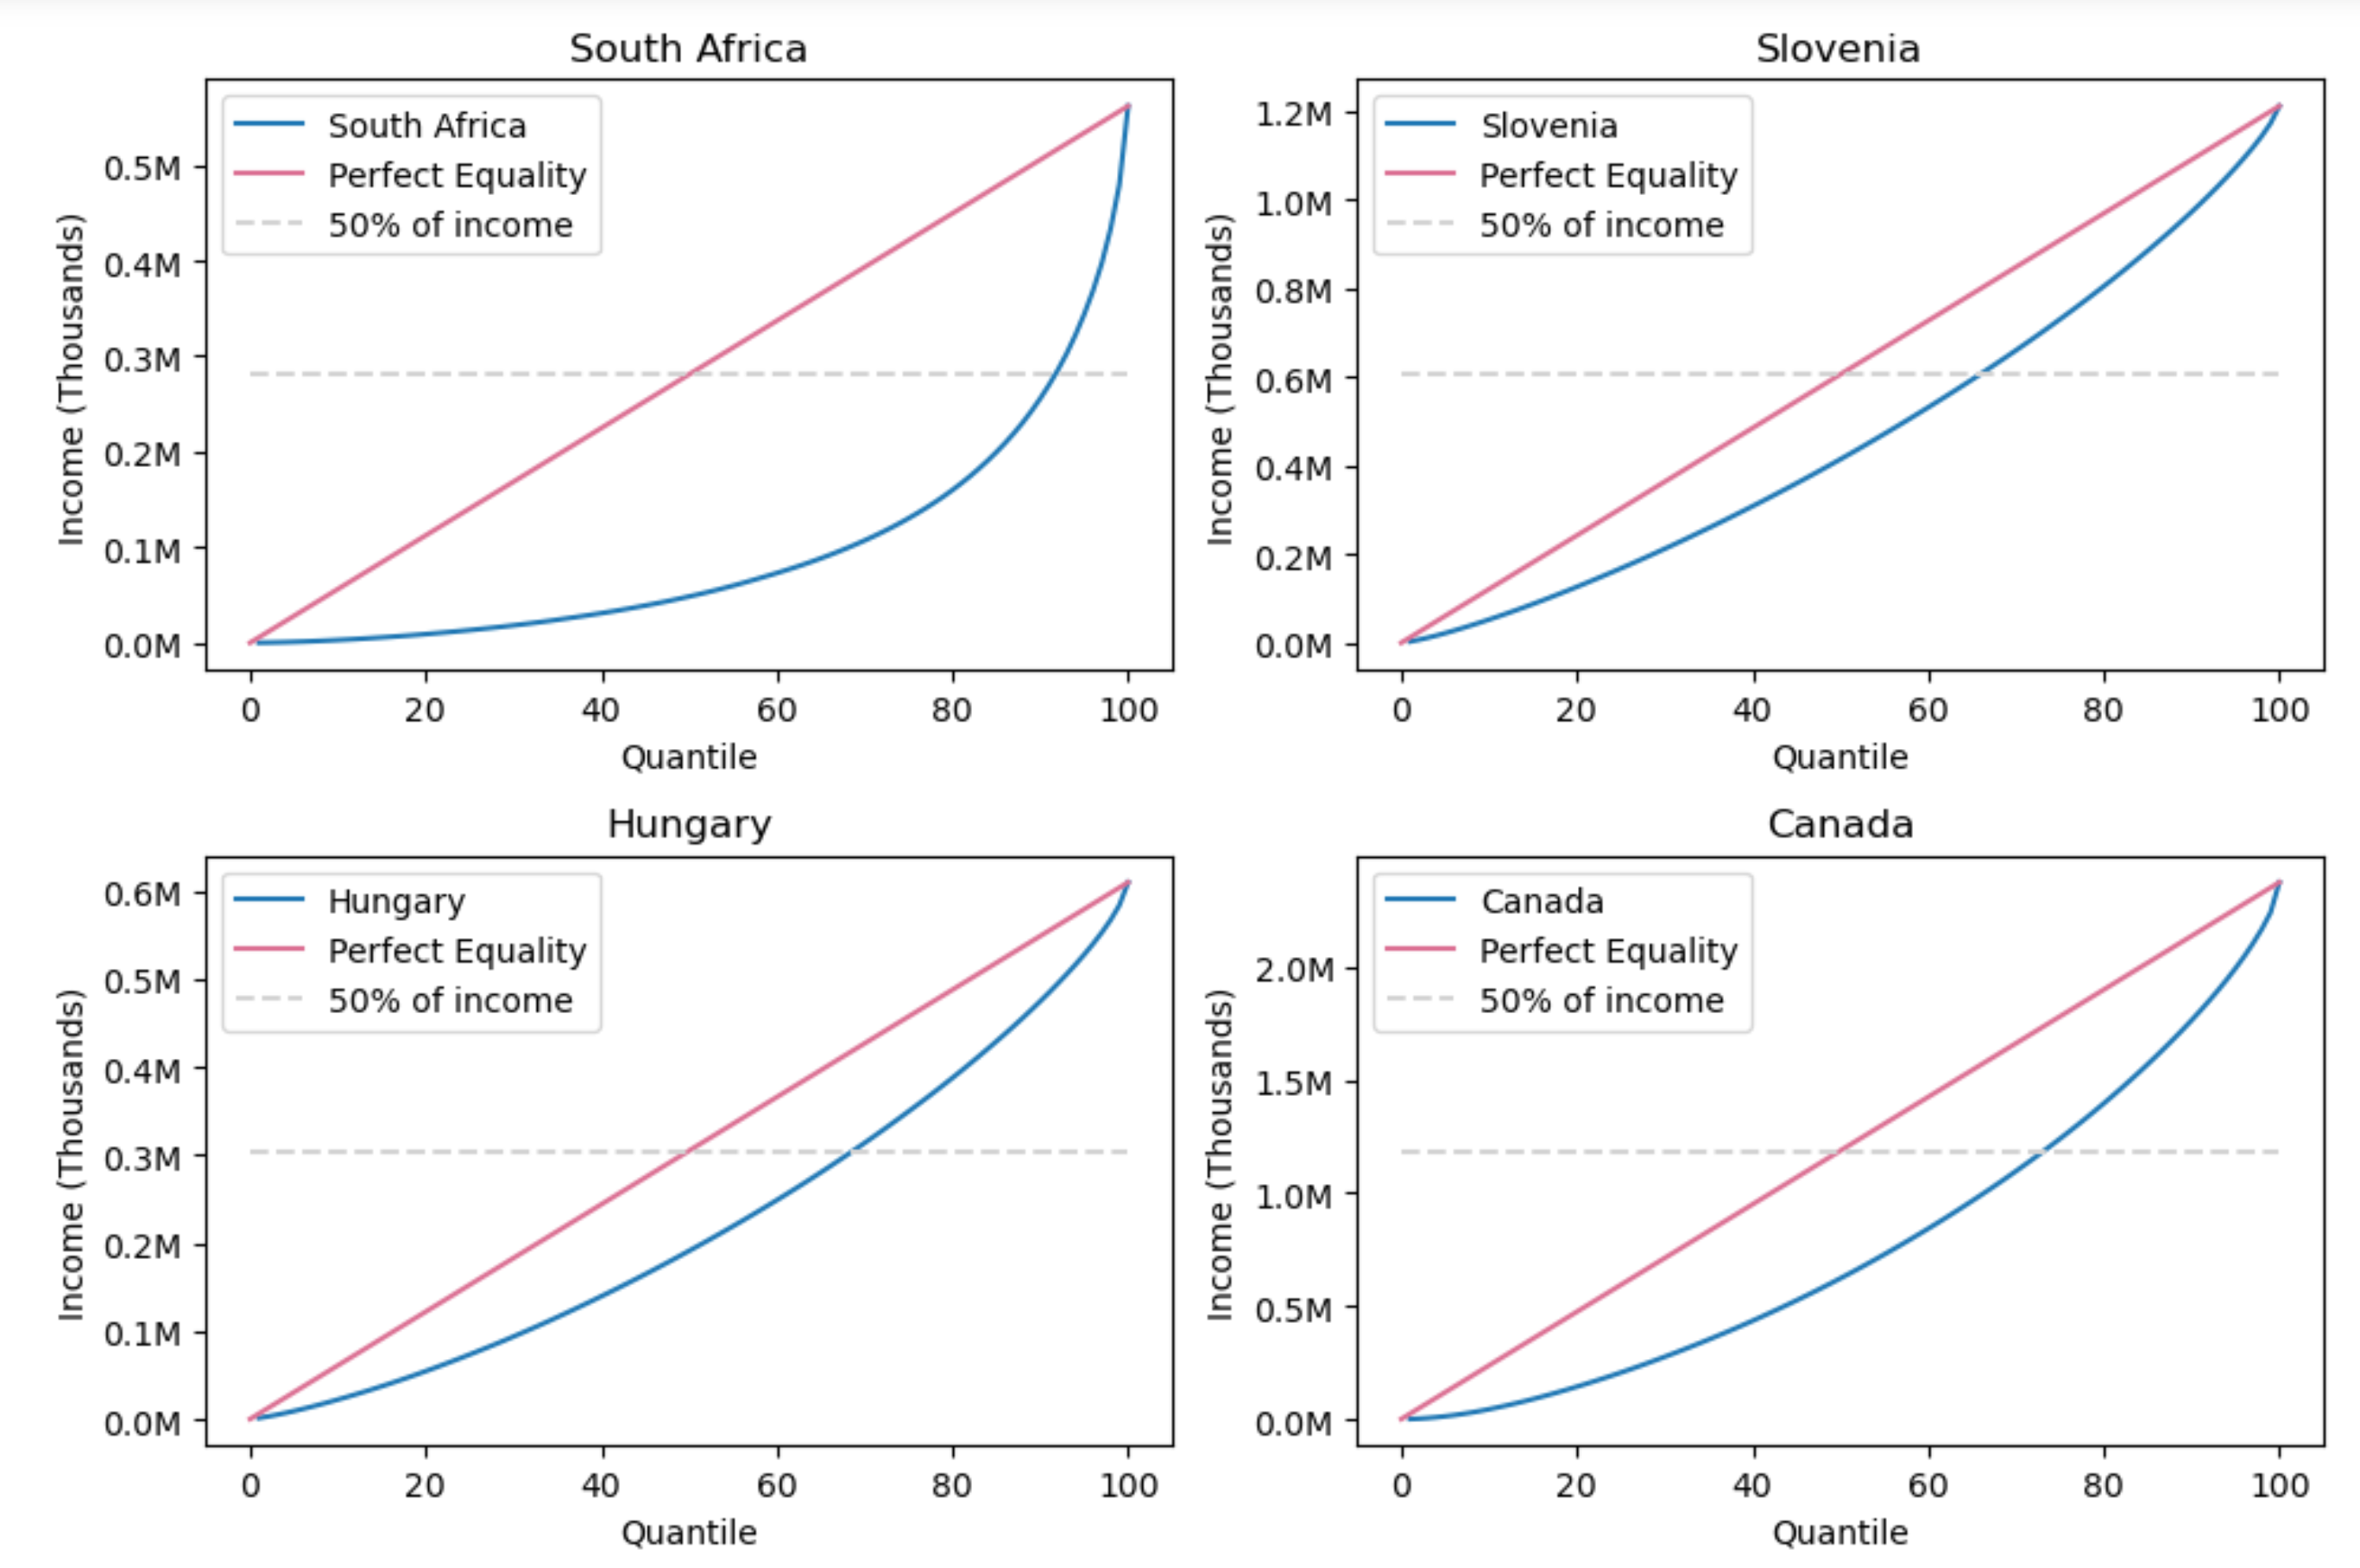 South Africa
South Africa
Perfect Equality
50% of income
Income (Thousands)
0.5M
0.4M
0.3M
0.2M
0.1M
0.0M
0 20 40 60 80 100
Quantile
Slovenia
Slovenia
Perfect Equality
50% of income
Income (Thousands)
1.2M
1.0M
0.8M
0.6M
0.4M
0.2M
0.0M
0 20 40 60 80 100
Quantile
Hungary
Hungary
Perfect Equality
50% of income
Income (Thousands)
0.6M
0.5M
0.4M
0.3M
0.2M
0.1M
0.0M
0 20 40 60 80 100
Quantile
Canada
Canada
Perfect Equality
50% of income
Income (Thousands)
2.0M
1.5M
1.0M
0.5M
0.0M
0 20 40 60 80 100
Quantile